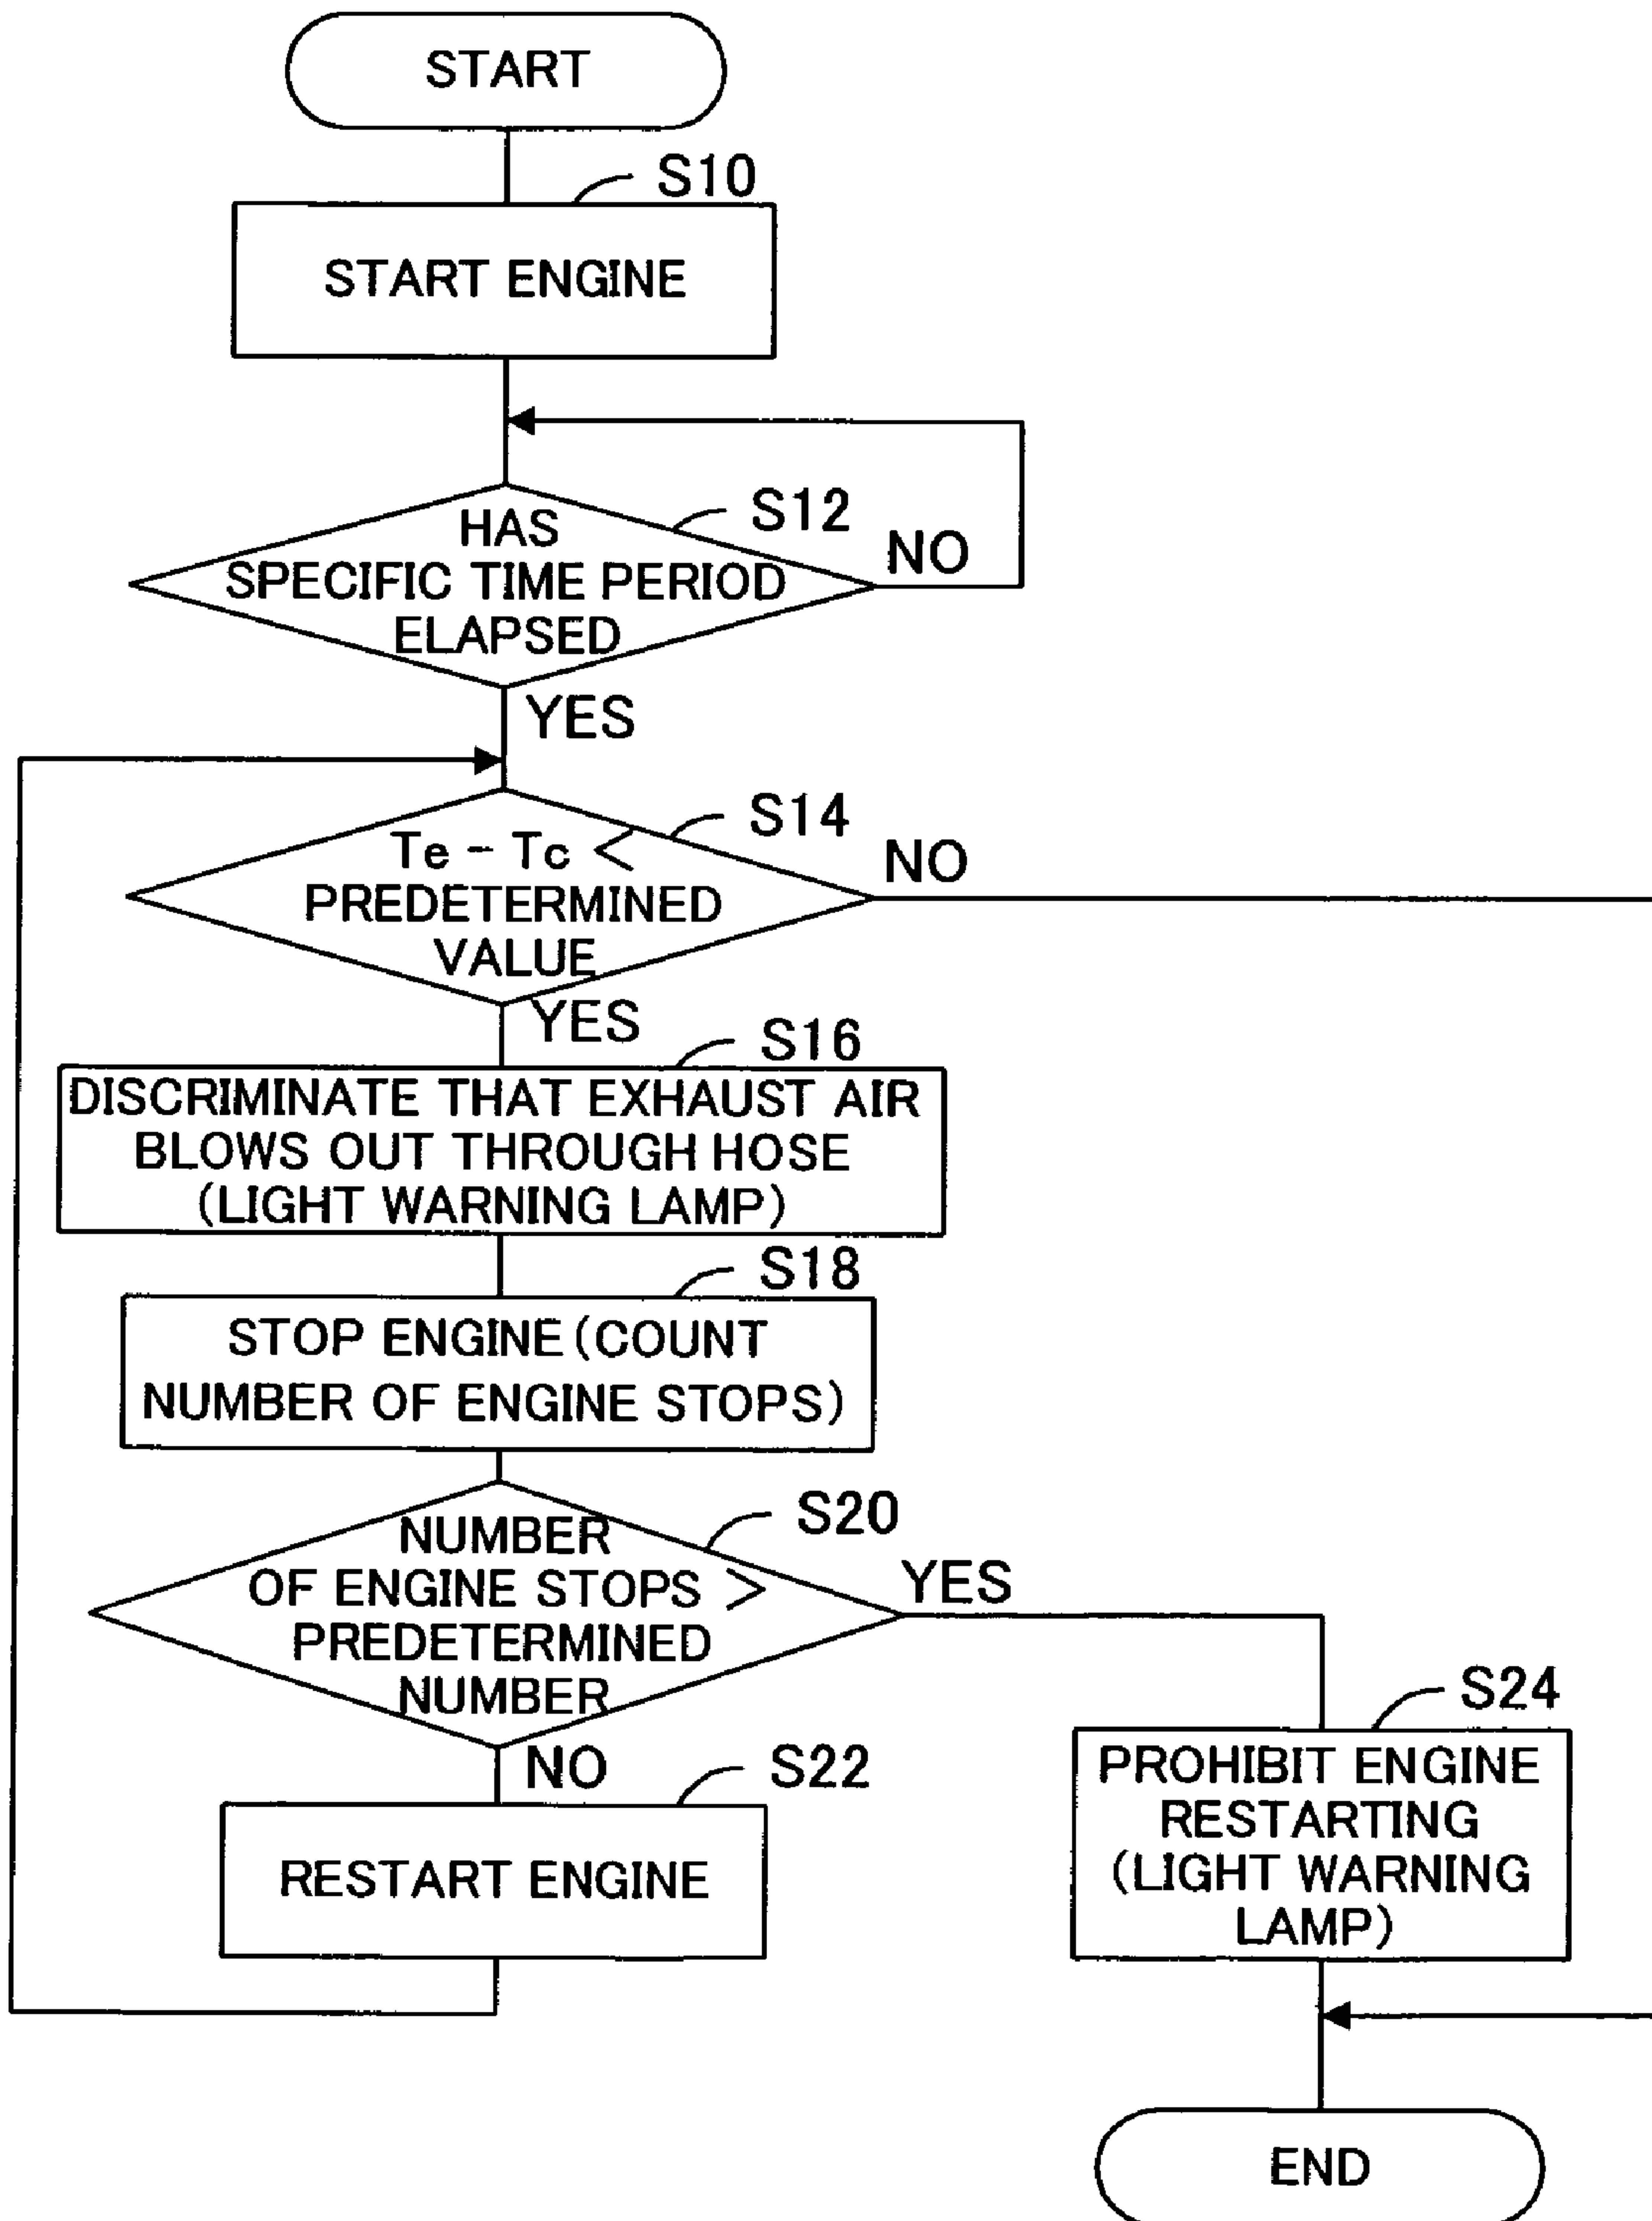 START
S10
START ENGINE
S12
HAS
SPECIFIC TIME PERIOD
ELAPSED
NO
YES
S14
Te - Tc <
PREDETERMINED
VALUE
NO
YES
S16
DISCRIMINATE THAT EXHAUST AIR
BLOWS OUT THROUGH HOSE
(LIGHT WARNING LAMP)
S18
STOP ENGINE (COUNT
NUMBER OF ENGINE STOPS)
S20
NUMBER
OF ENGINE STOPS >
PREDETERMINED
NUMBER
YES
NO
S22
RESTART ENGINE
S24
PROHIBIT ENGINE
RESTARTING
(LIGHT WARNING
LAMP)
END